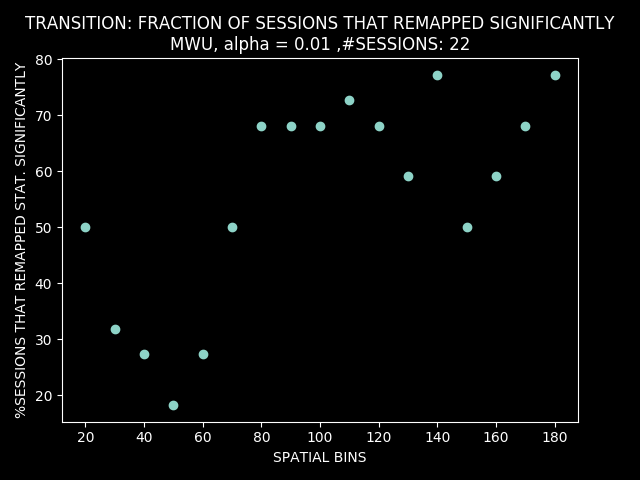 TRANSITION: FRACTION OF SESSIONS THAT REMAPPED SIGNIFICANTLY
MWU, alpha = 0.01 ,#SESSIONS: 22
%SESSIONS THAT REMAPPED STAT. SIGNIFICANTLY
80
70
60
50
40
30
20
20 40 60 80 100 120 140 160 180
SPATIAL BINS